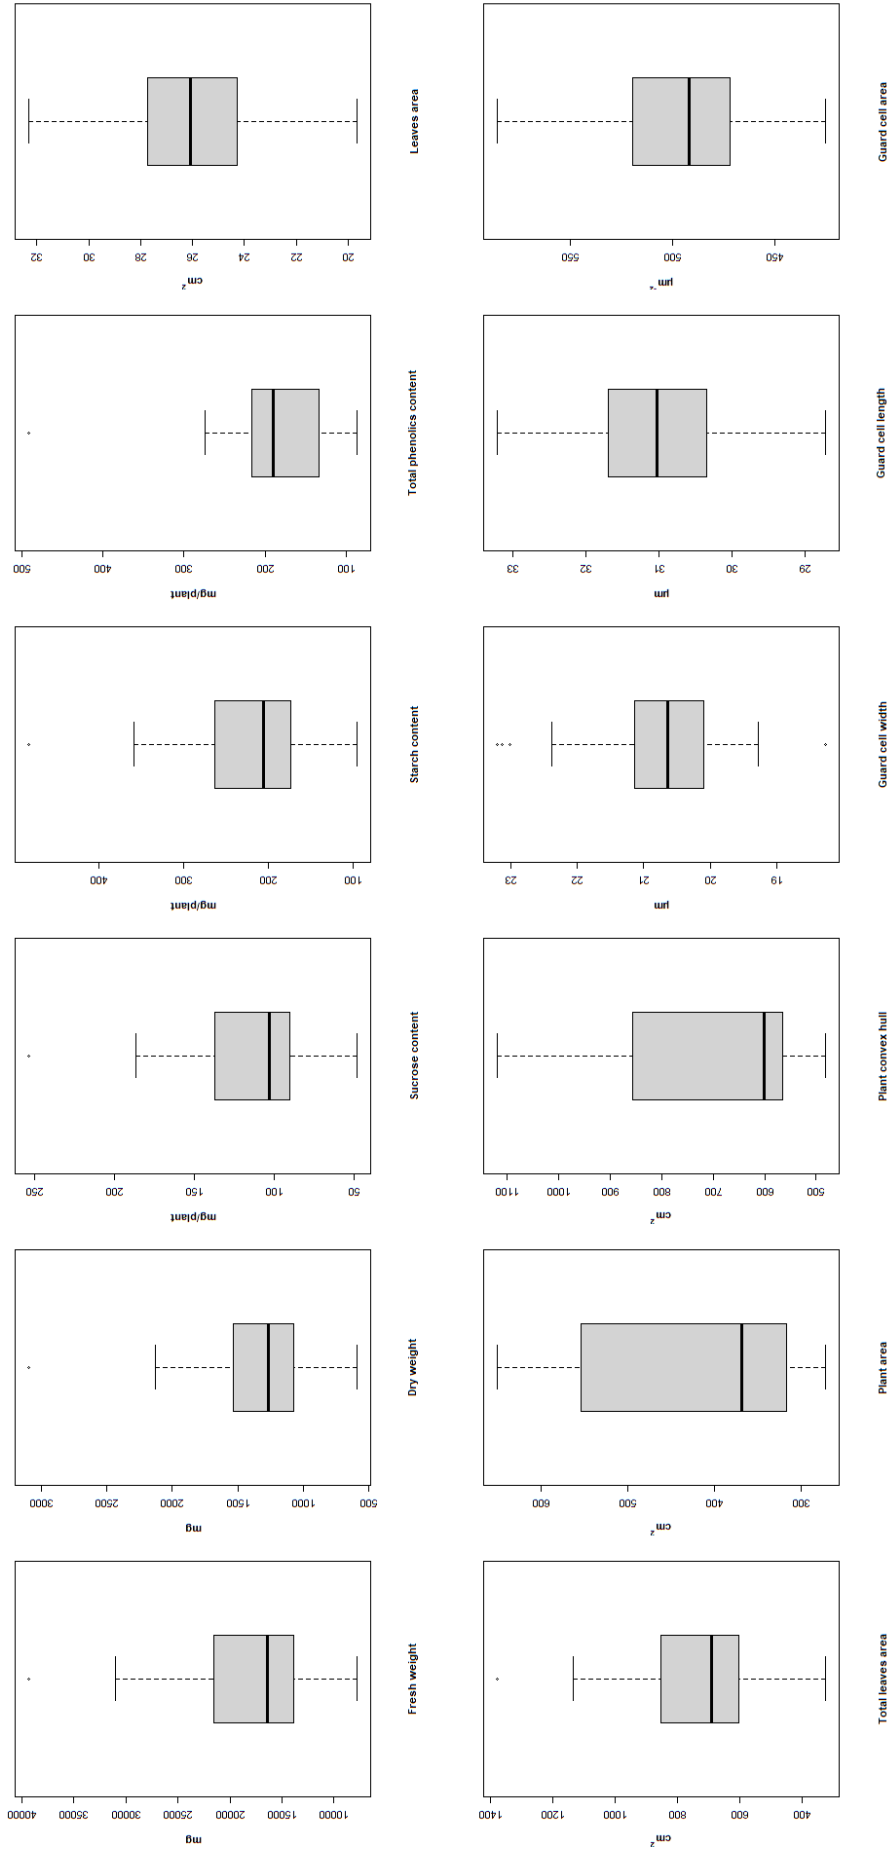 mg
40000
35000
30000
25000
20000
15000
10000
Fresh weight
mg
3000
2500
2000
1500
1000
500
Dry weight
mg/plant
250
200
150
100
50
Sucrose content
mg/plant
400
300
200
100
Starch content
mg/plant
500
400
300
200
100
Total phenolics content
cm²
32
30
28
26
24
22
20
Leaves area
cm²
1400
1200
1000
800
600
400
Total leaves area
cm²
600
500
400
300
Plant area
cm²
1100
1000
900
800
700
600
500
Plant convex hull
µm
23
22
21
20
19
Guard cell width
µm
33
32
31
30
29
Guard cell length
µm
550
500
450
Guard cell area